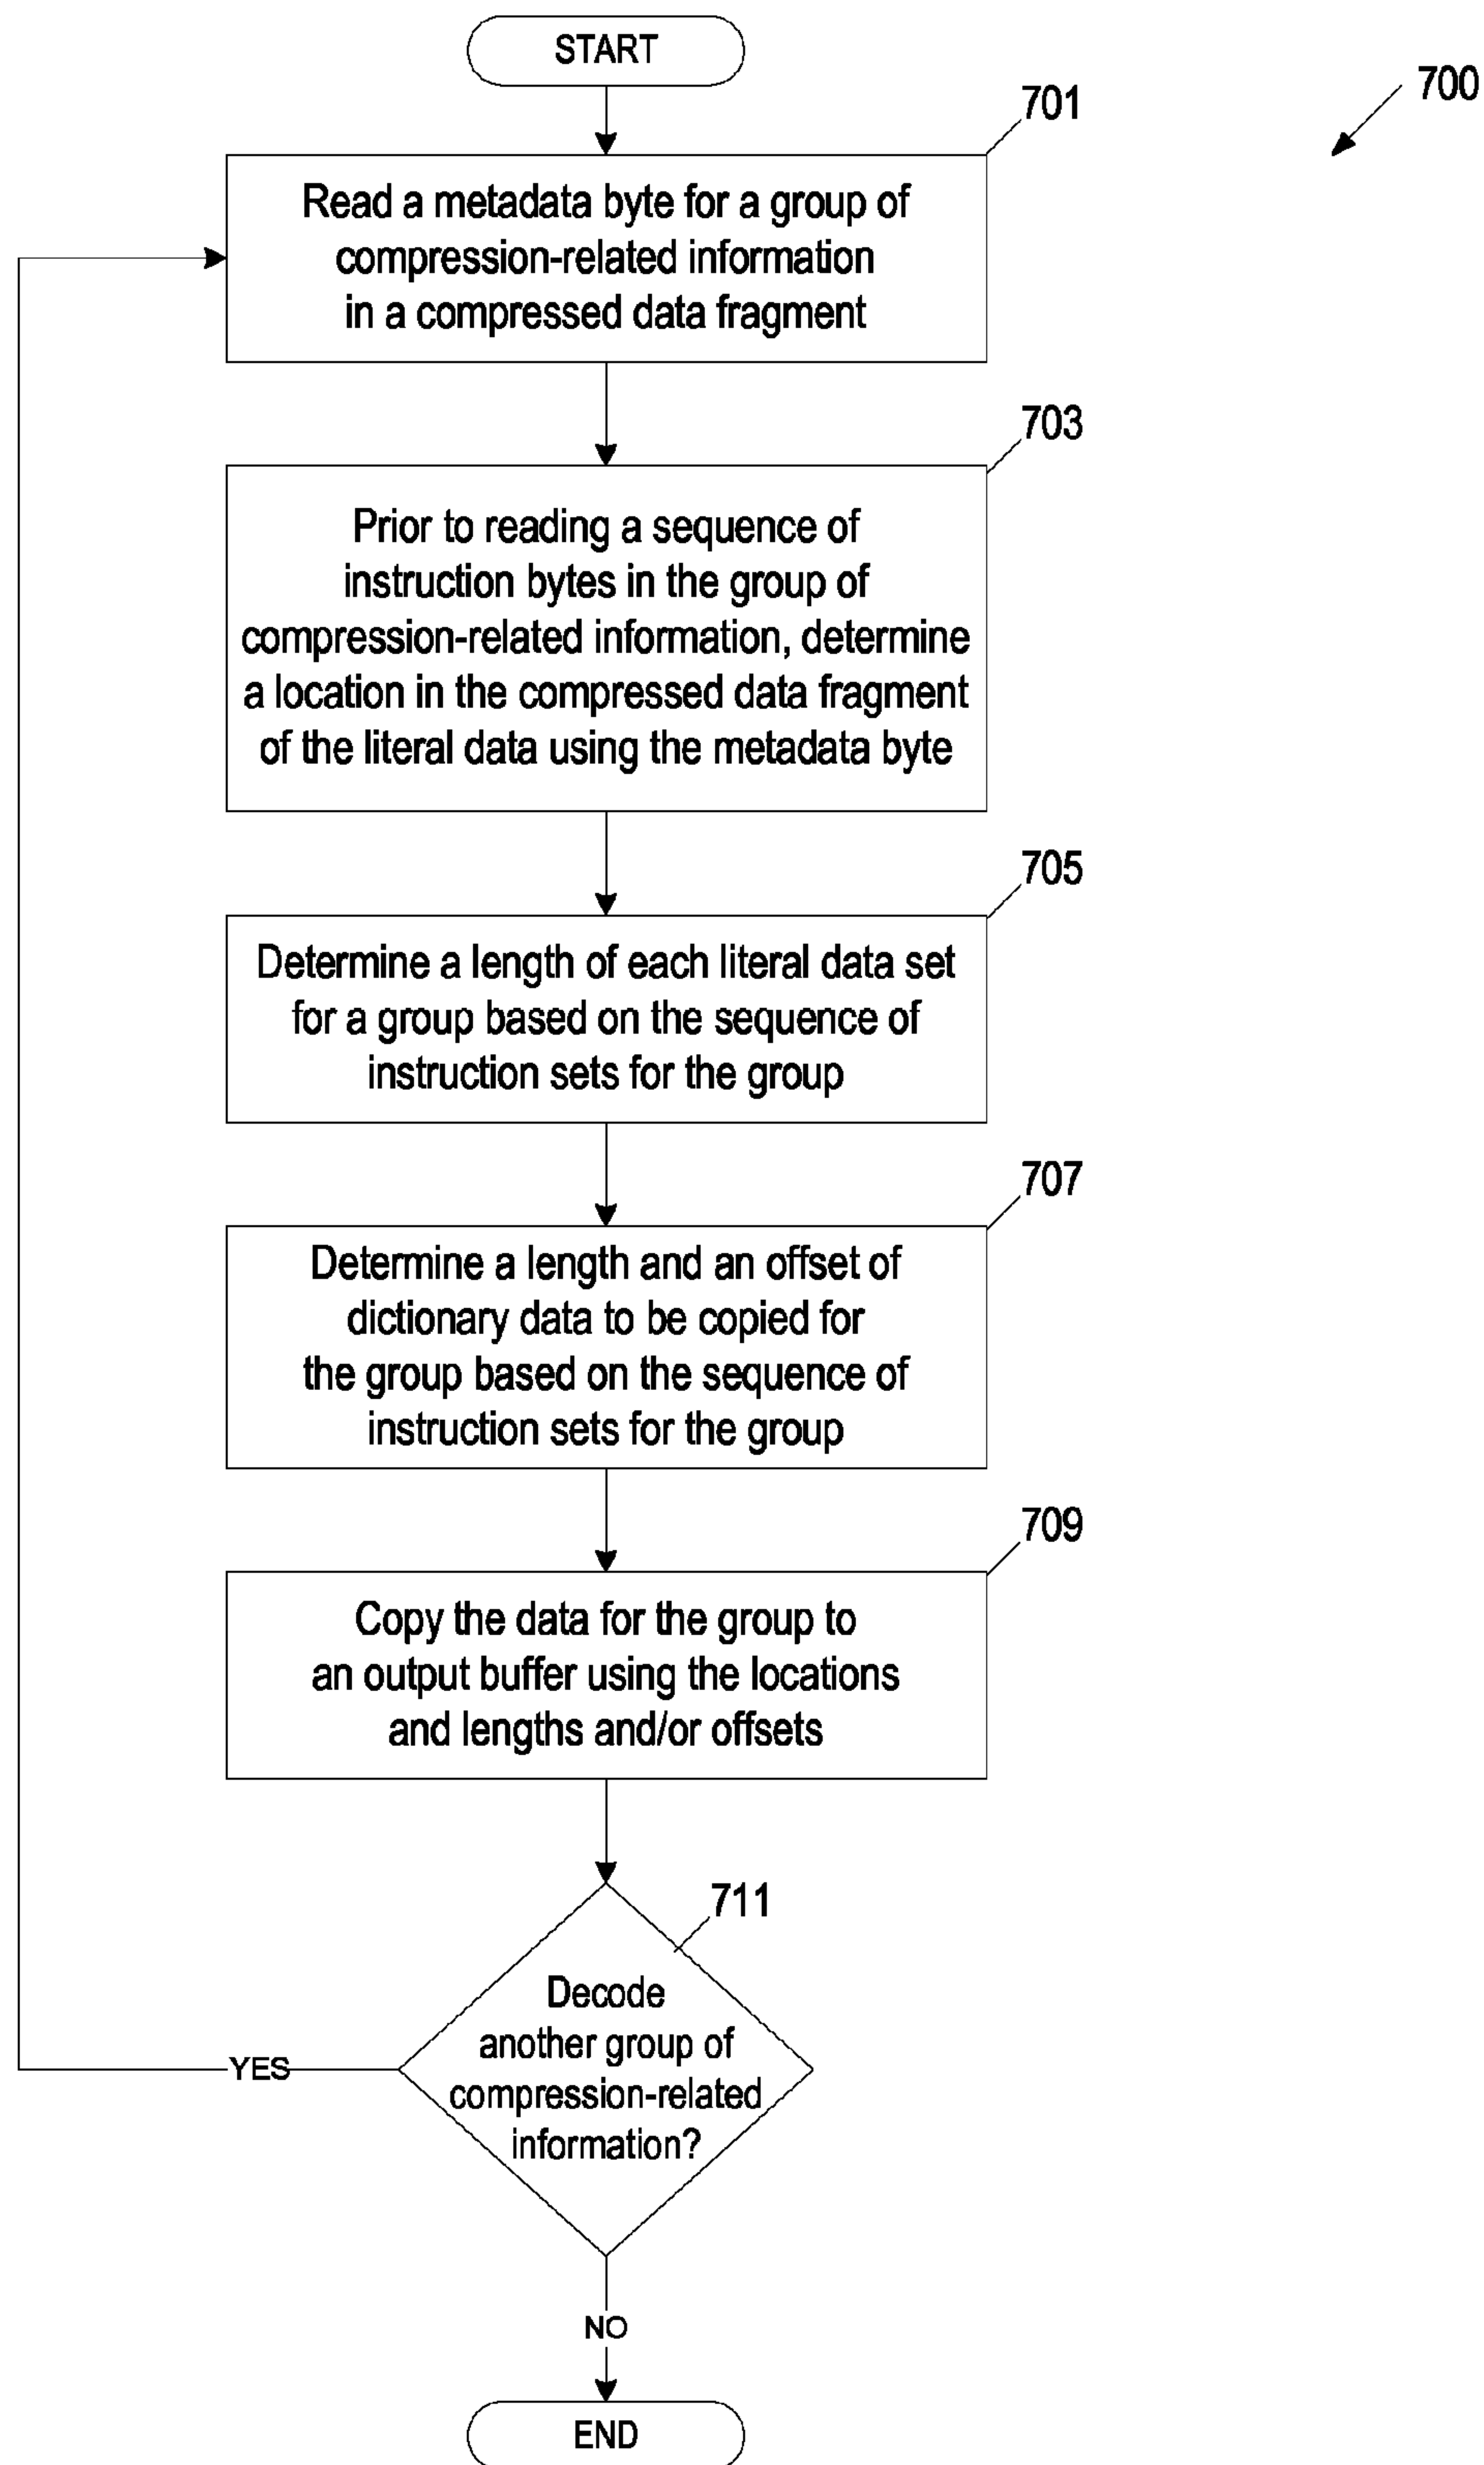 START
700
701
Read a metadata byte for a group of
compression-related information
in a compressed data fragment
703
Prior to reading a sequence of
instruction bytes in the group of
compression-related information, determine
a location in the compressed data fragment
of the literal data using the metadata byte
705
Determine a length of each literal data set
for a group based on the sequence of
instruction sets for the group
707
Determine a length and an offset of
dictionary data to be copied for
the group based on the sequence of
instruction sets for the group
709
Copy the data for the group to
an output buffer using the locations
and lengths and/or offsets
711
Decode
another group of
compression-related
information?
YES
NO
END